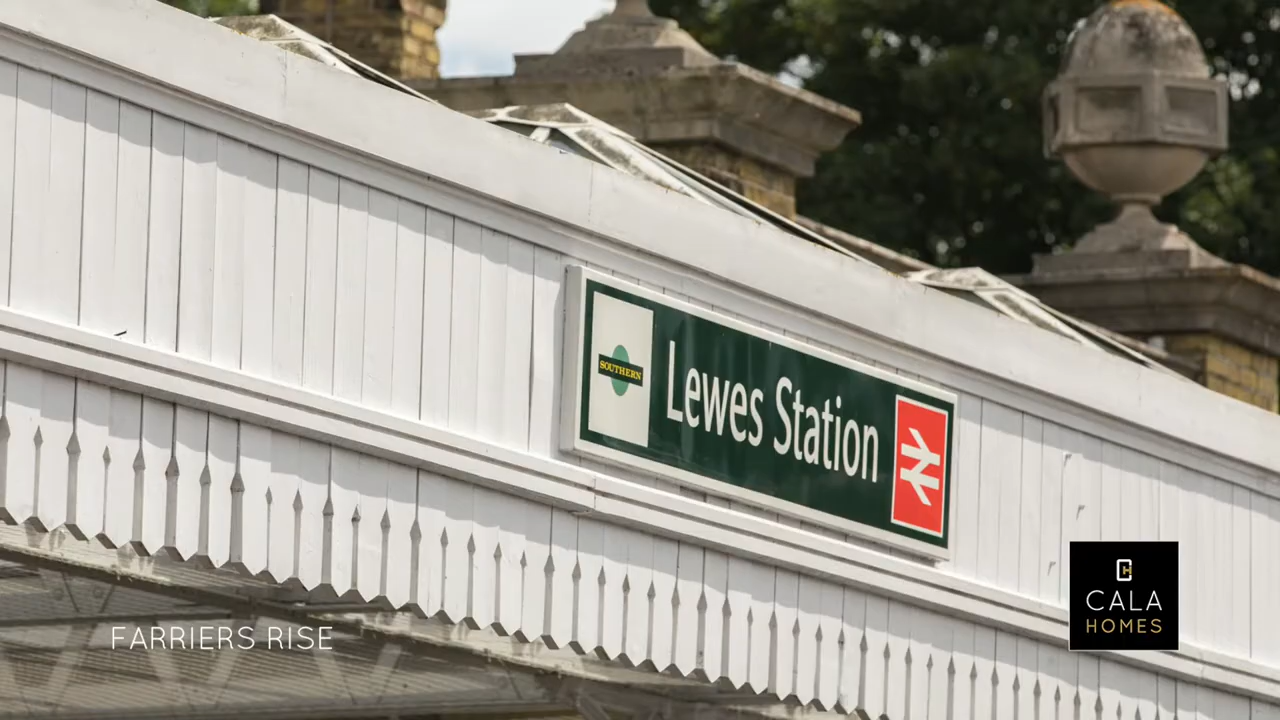 SOUTHERN
Lewes Station
FARRIERS RISE
CALA
HOMES